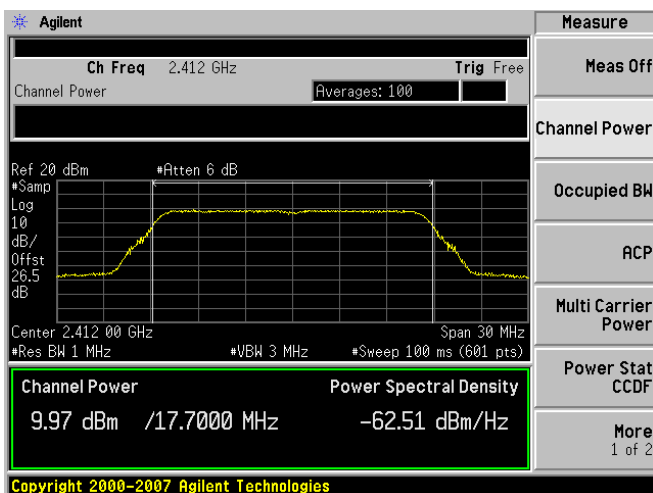 Agilent
Measure
Ch Freq 2.412 GHz Trig Free
Meas Off
Channel Power Averages: 100
Channel Power
Ref 20 dBm #Atten 6 dB
#Samp
Log
10
dB/
Offst
26.5
dB
Occupied BW
ACP
Multi Carrier
Power
Center 2.412 00 GHz Span 30 MHz
#Res BW 1 MHz #VBW 3 MHz #Sweep 100 ms (601 pts)
Channel Power Power Spectral Density
9.97 dBm /17.7000 MHz -62.51 dBm/Hz
Power Stat
CCDF
More
1 of 2
Copyright 2000-2007 Agilent Technologies